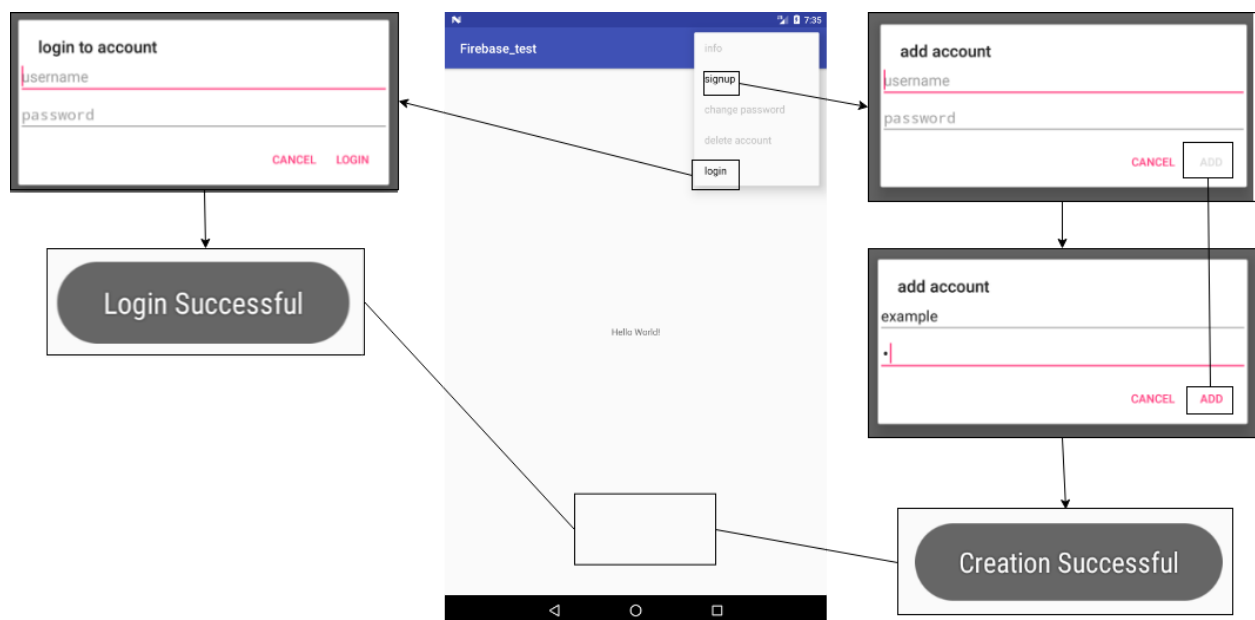 login to account
username
password
CANCEL LOGIN
Login Successful
7:35
Firebase_test
info
signup
change password
delete account
login
Hello World!
add account
username
password
CANCEL ADD
add account
example
CANCEL ADD
Creation Successful